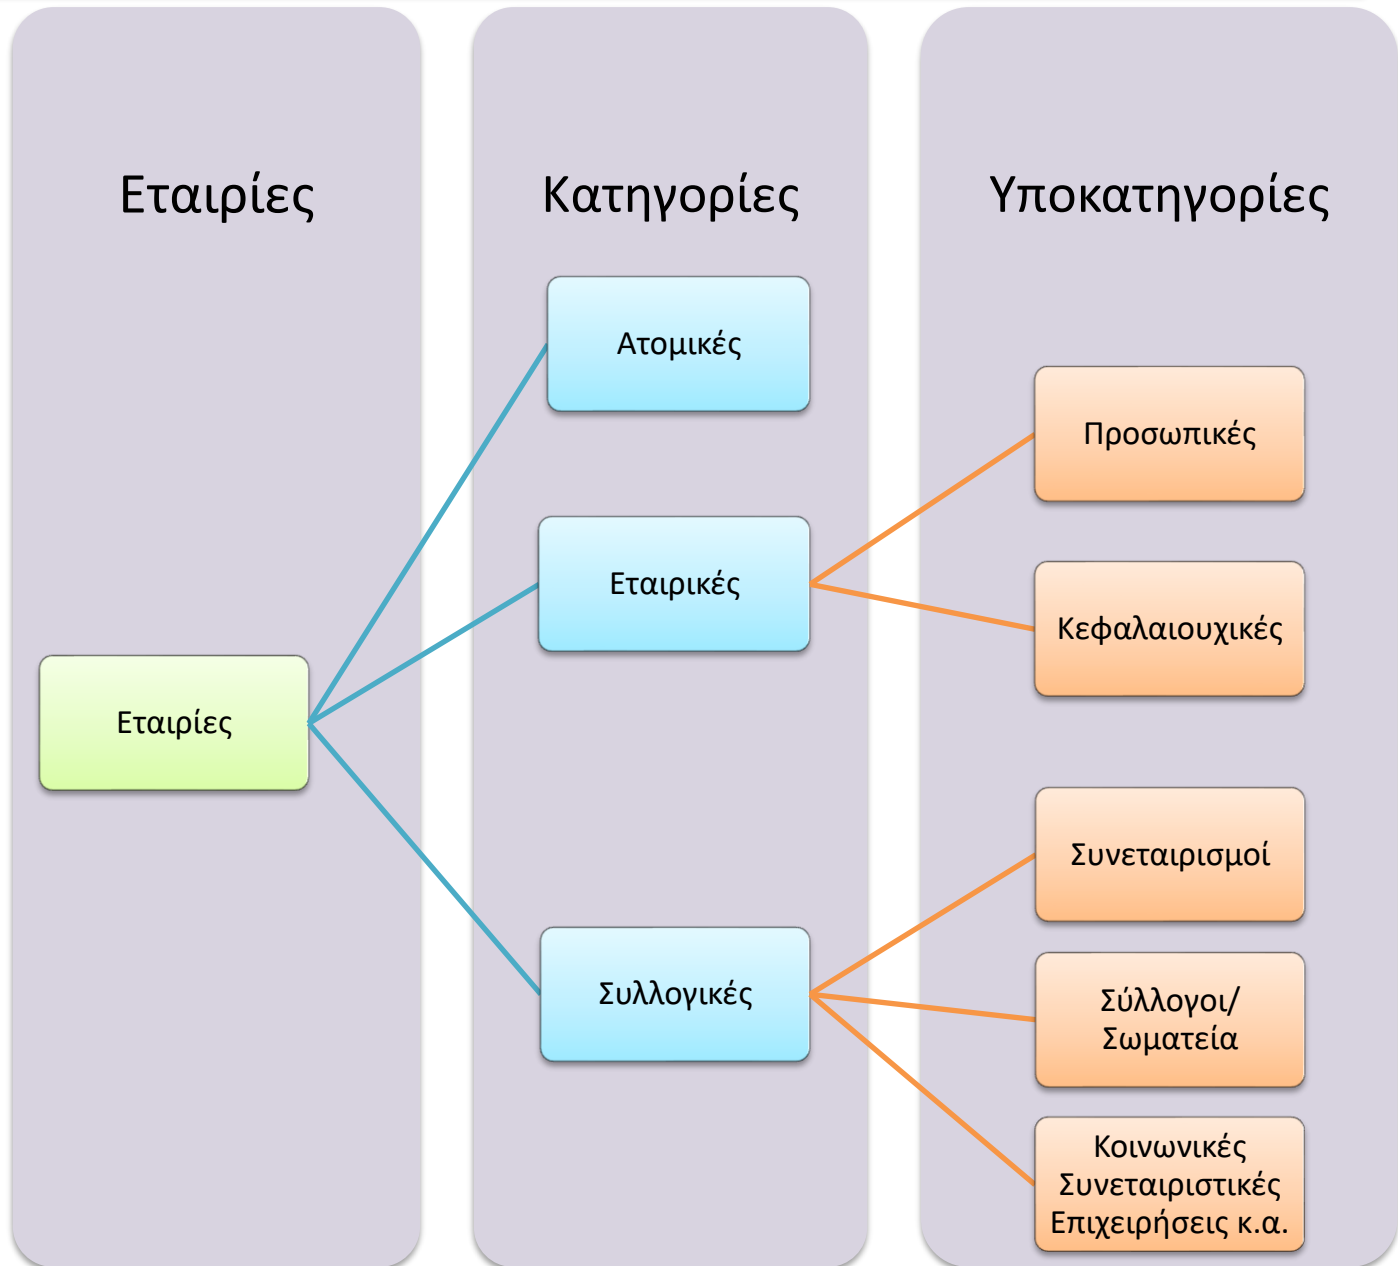 Εταιρίες
Κατηγορίες
Υποκατηγορίες
Εταιρίες
Ατομικές
Εταιρικές
Συλλογικές
Προσωπικές
Κεφαλαιουχικές
Συνεταιρισμοί
Σύλλογοι/
Σωματεία
Κοινωνικές
Συνεταιριστικές
Επιχειρήσεις κ.α.